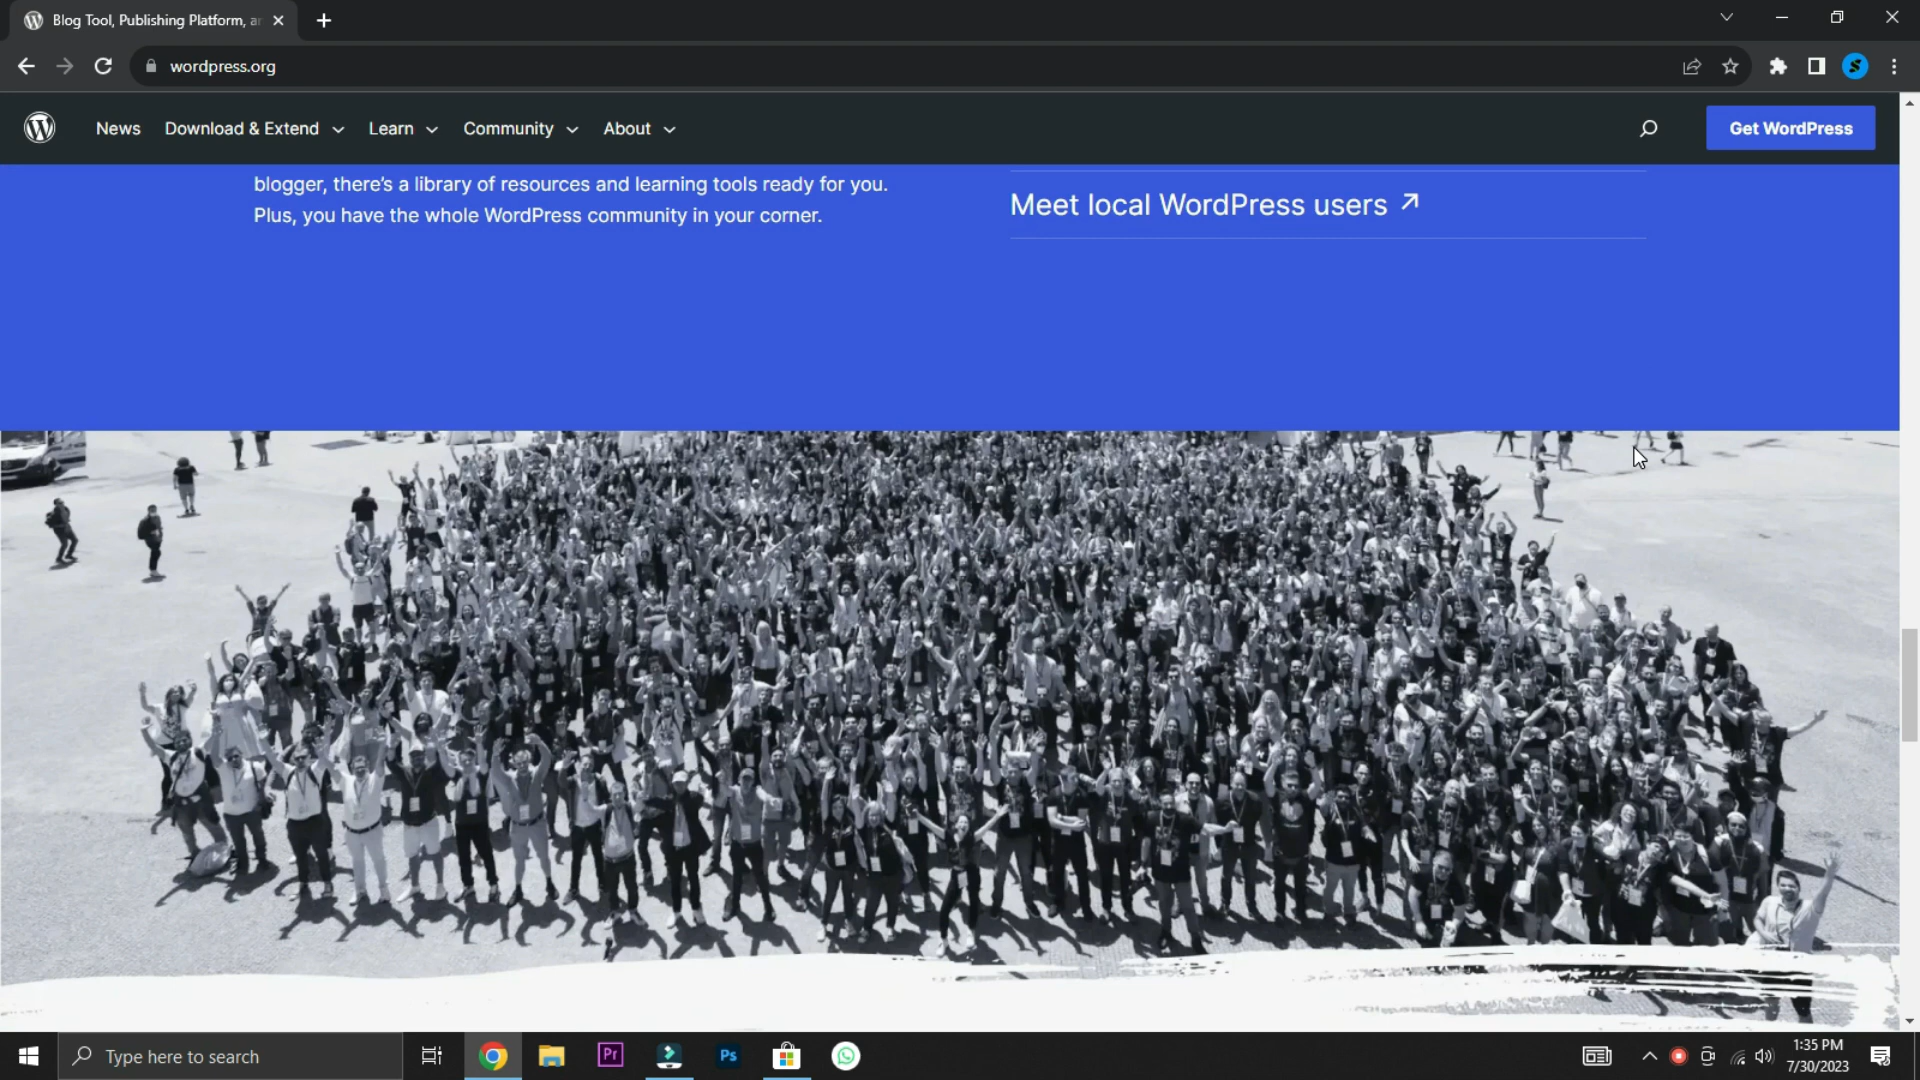 Blog Tool, Publishing Platform, a
wordpress.org
News Download & Extend Learn Community About Get WordPress
blogger, there's a library of resources and learning tools ready for you.
Plus, you have the whole WordPress community in your corner.
Meet local WordPress users ↗
Type here to search
Pr
Ps
1:35 PM
7/30/2023